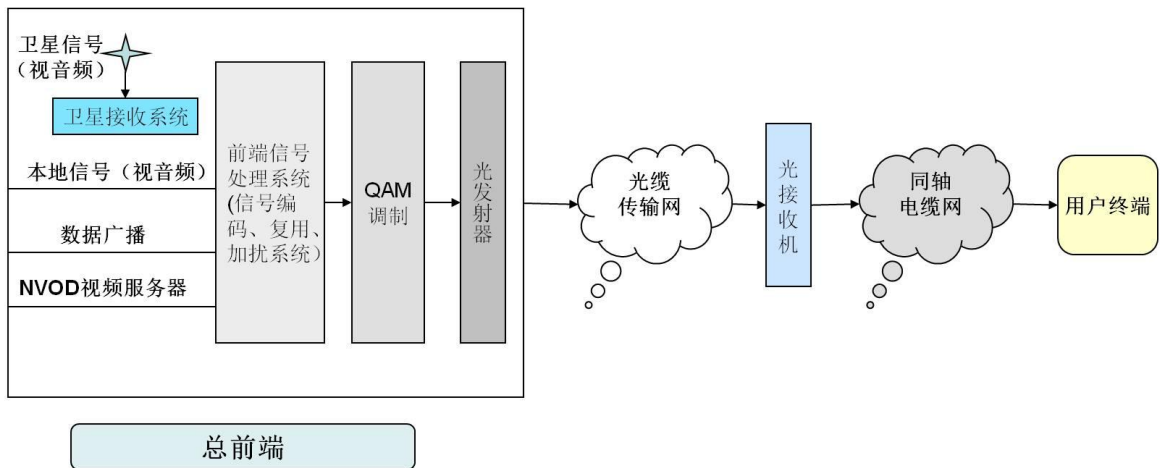 卫星信号
（视音频）
卫星接收系统
本地信号（视音频）
数据广播
NVOD视频服务器
前端信号
处理系统
(信号编
码、复用、
加扰系统）
QAM
调制
光发射器
光缆
传输网
光接收机
同轴
电缆网
用户终端
总前端